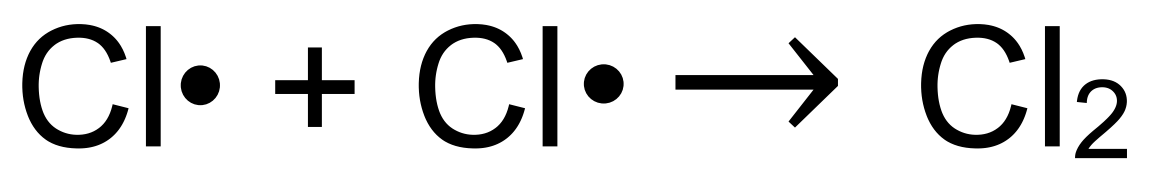 Cl• + Cl• → Cl₂